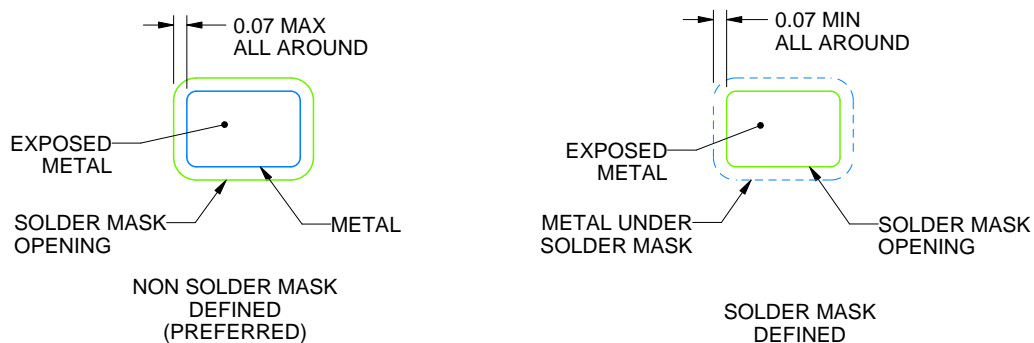 0.07 MAX
ALL AROUND
EXPOSED
METAL
SOLDER MASK
OPENING
METAL
NON SOLDER MASK
DEFINED
(PREFERRED)
0.07 MIN
ALL AROUND
EXPOSED
METAL
METAL UNDER
SOLDER MASK
SOLDER MASK
OPENING
SOLDER MASK
DEFINED